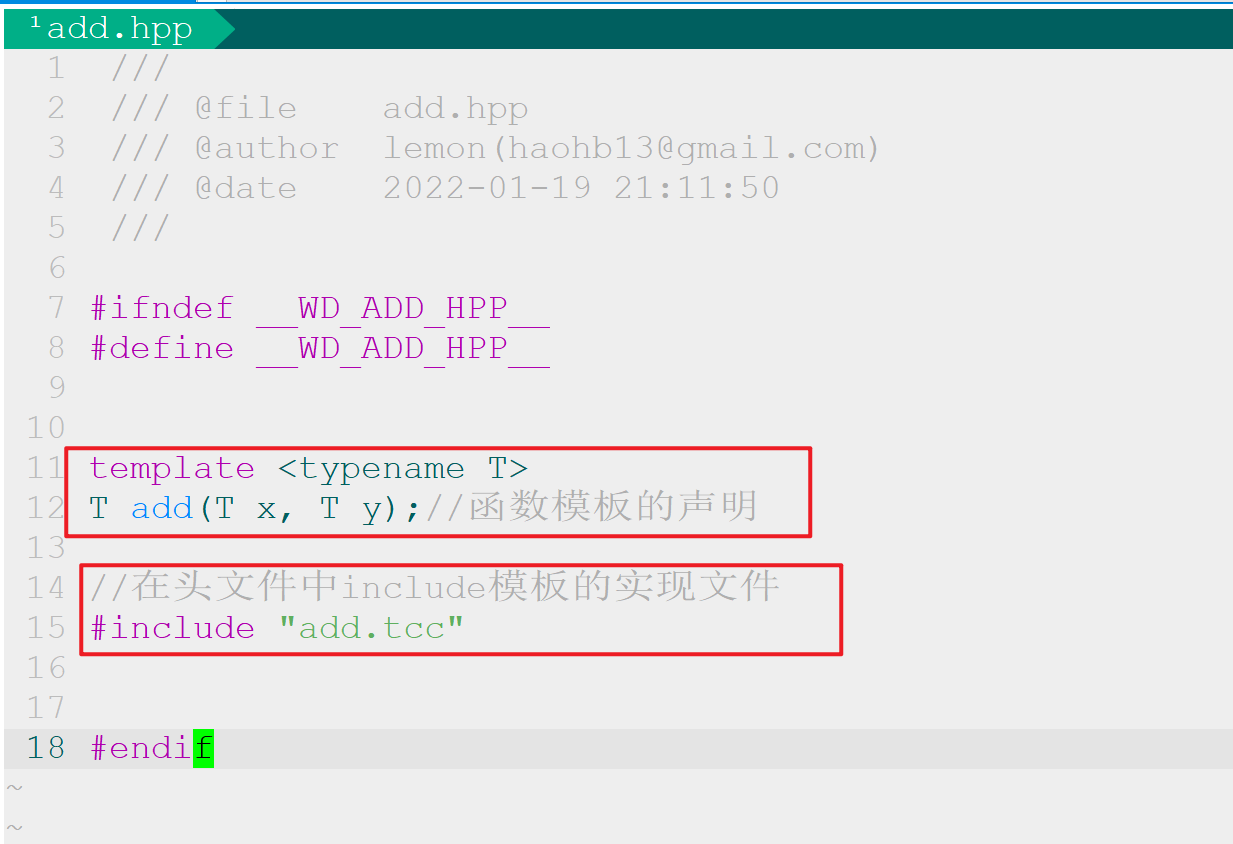 ¹add.hpp
1 ///
2 /// @file    add.hpp
3 /// @author  lemon(haohb13@gmail.com)
4 /// @date    2022-01-19 21:11:50
5 ///
6
7 #ifndef __WD_ADD_HPP__
8 #define __WD_ADD_HPP__
9
10
11 template <typename T>
12 T add(T x, T y);//函数模板的声明
13
14 //在头文件中include模板的实现文件
15 #include "add.tcc"
16
17
18 #endif
~
~